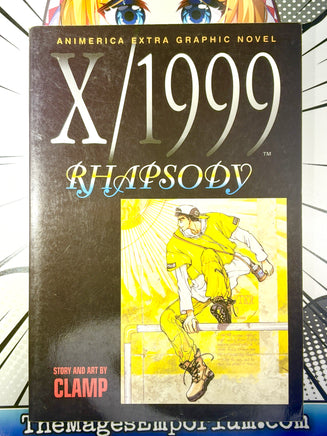 ANIMERICA EXTRA GRAPHIC NOVEL
X/1999
™
RHAPSODY
STORY AND ART BY
CLAMP
TheMagesEmporium.com